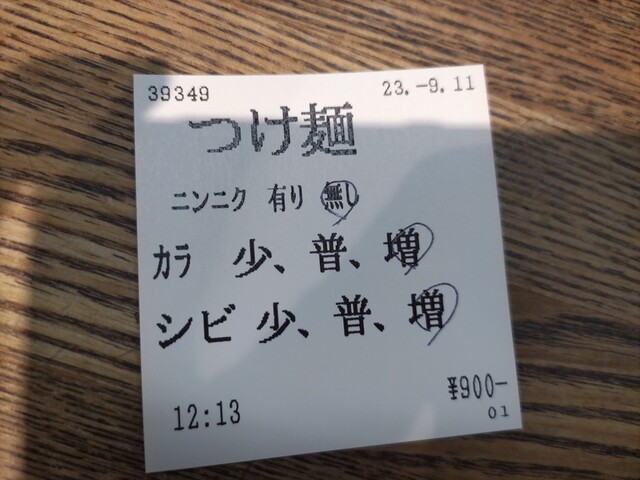 39349 23.-9.11
つけ麺
ニンニク 有り 無し
カラ 少、普、増
シビ 少、普、増
12:13 ¥900-
01